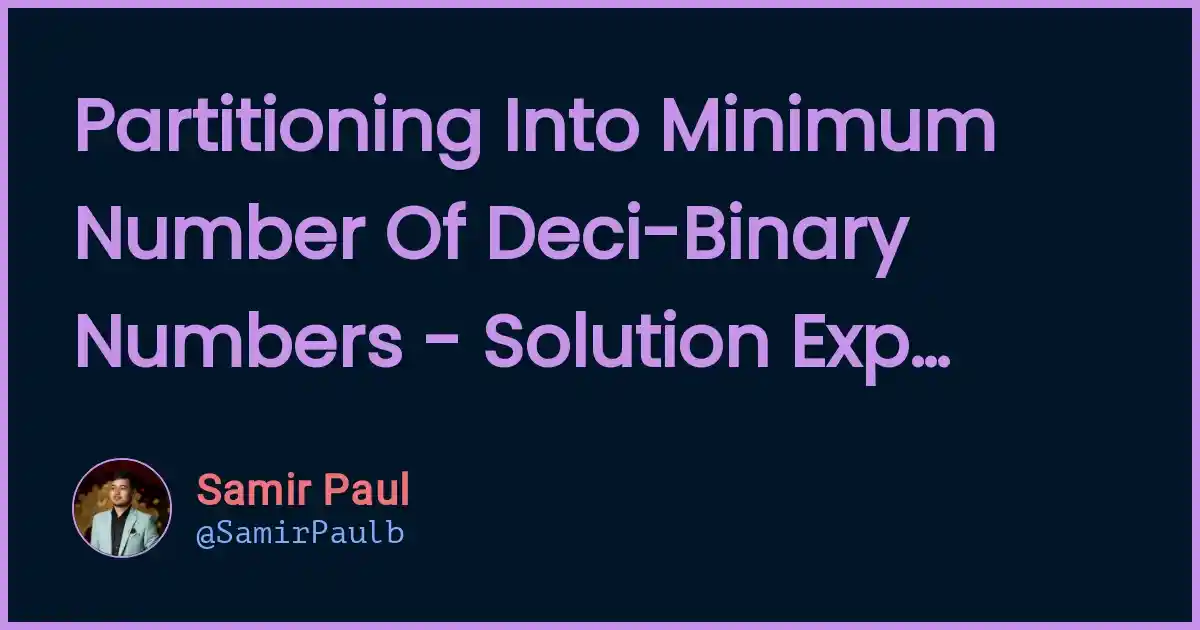 Partitioning Into Minimum
Number Of Deci-Binary
Numbers - Solution Exp...
Samir Paul
@SamirPaulb